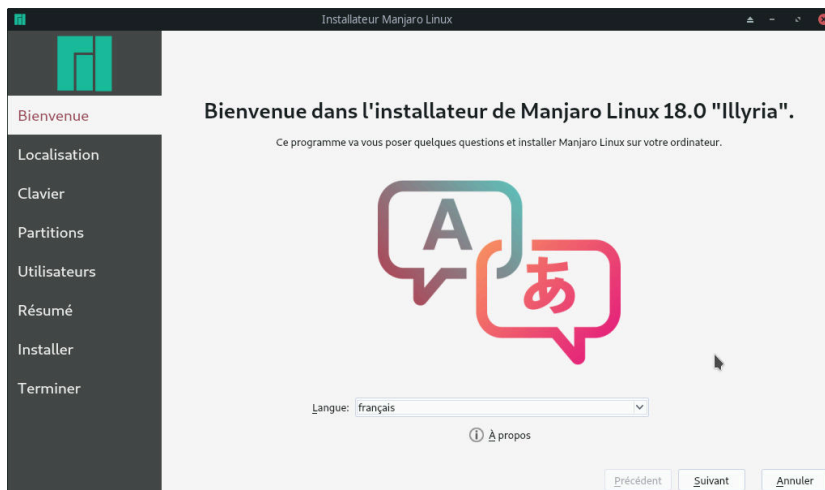 Installateur Manjaro Linux
Bienvenue
Localisation
Clavier
Partitions
Utilisateurs
Résumé
Installer
Terminer
Bienvenue dans l'installateur de Manjaro Linux 18.0 "Illyria".
Ce programme va vous poser quelques questions et installer Manjaro Linux sur votre ordinateur.
A
あ
Langue: français
À propos
Précédent Suivant Annuler